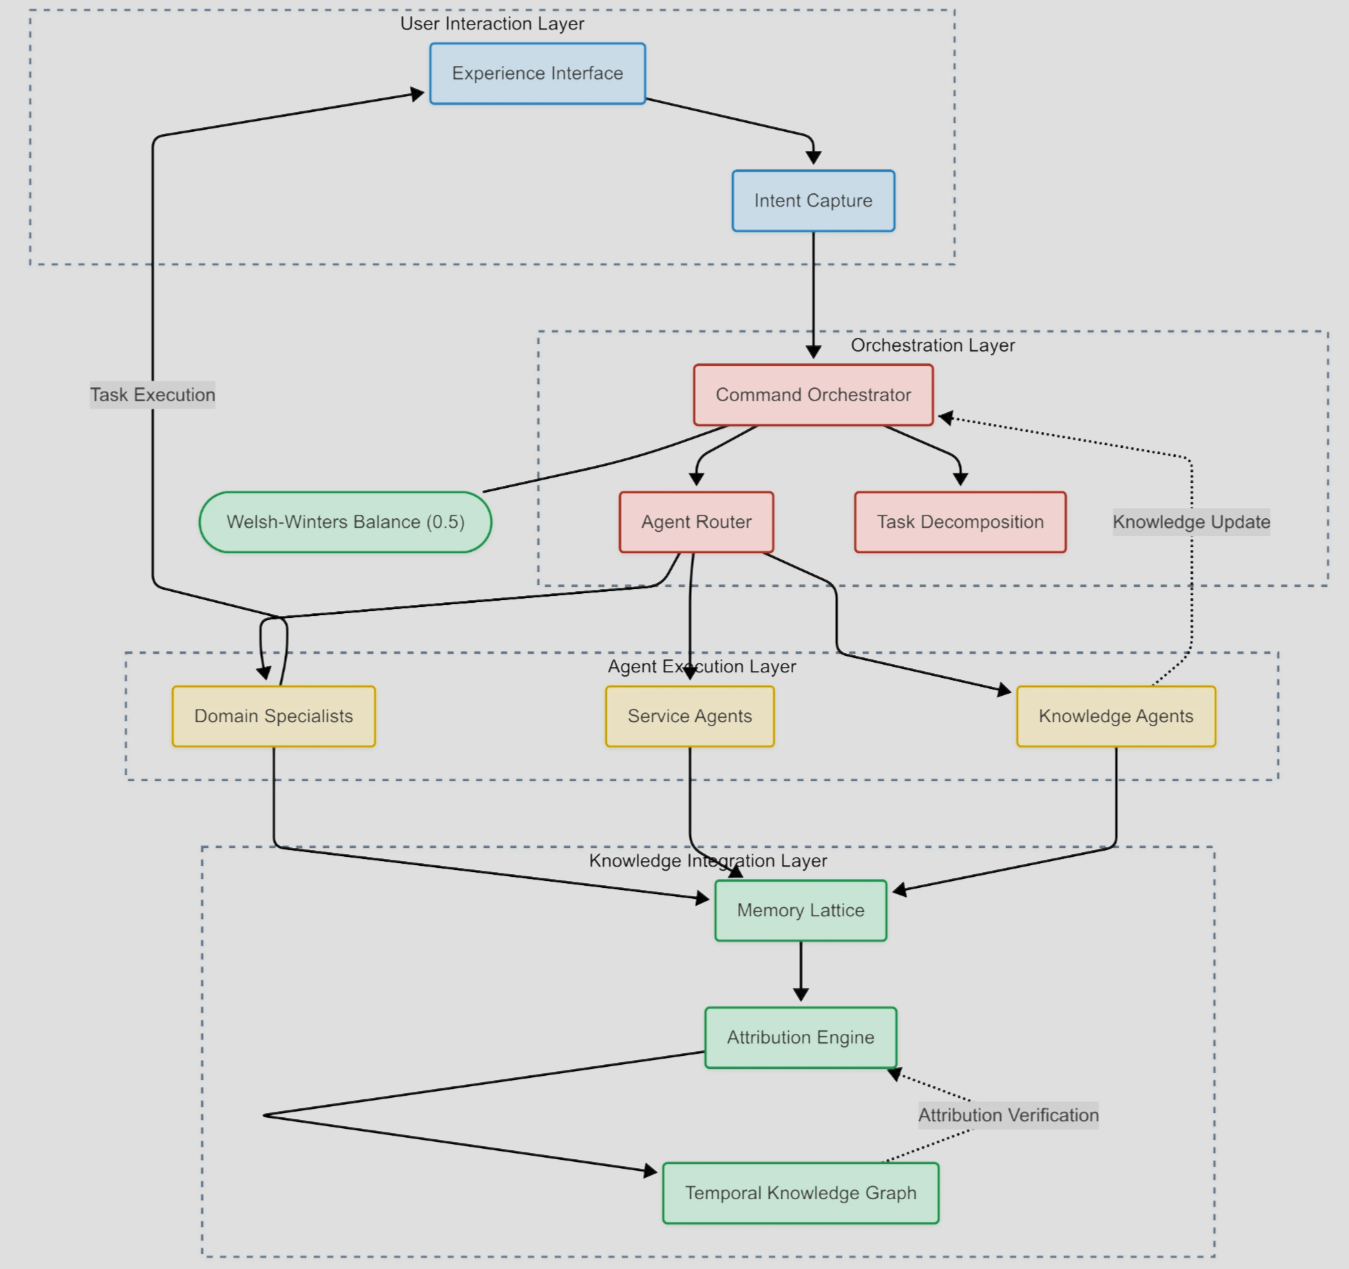 User Interaction Layer
Experience Interface
Intent Capture
Orchestration Layer
Command Orchestrator
Task Execution
Welsh-Winters Balance (0.5)
Agent Router
Task Decomposition
Knowledge Update
Agent Execution Layer
Domain Specialists
Service Agents
Knowledge Agents
Knowledge Integration Layer
Memory Lattice
Attribution Engine
Attribution Verification
Temporal Knowledge Graph